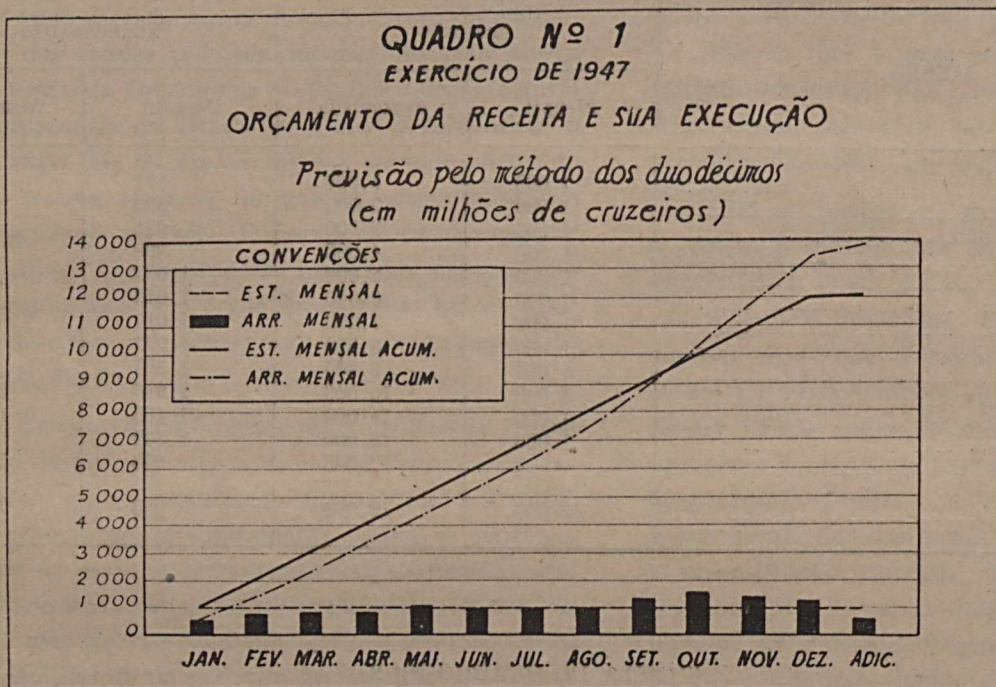 QUADRO Nº 1
EXERCÍCIO DE 1947
ORÇAMENTO DA RECEITA E SUA EXECUÇÃO
Previsão pelo método dos duodécimos
(em milhões de cruzeiros)
CONVENÇÕES
EST. MENSAL
ARR. MENSAL
EST. MENSAL ACUM.
ARR. MENSAL ACUM.
14 000
13 000
12 000
11 000
10 000
9 000
8 000
7 000
6 000
5 000
4 000
3 000
2 000
1 000
0
JAN. FEV. MAR. ABR. MAI. JUN. JUL. AGO. SET. OUT. NOV. DEZ. ADIC.